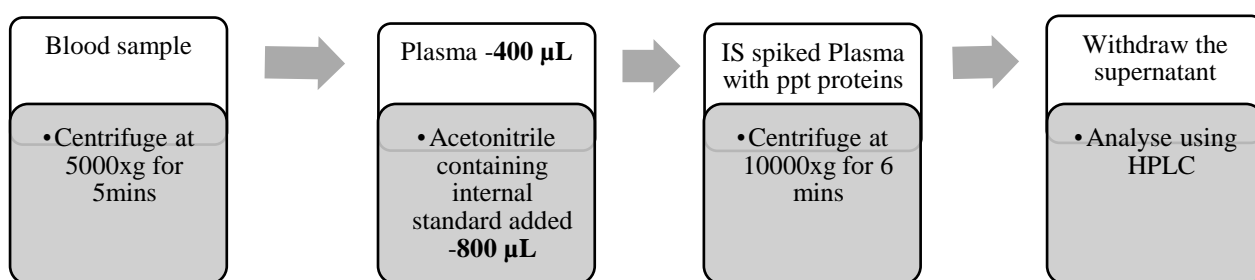 Blood sample
•Centrifuge at
5000xg for
5mins
Plasma -400 µL
•Acetonitrile
containing
internal
standard added
-800 µL
IS spiked Plasma
with ppt proteins
•Centrifuge at
10000xg for 6
mins
Withdraw the
supernatant
•Analyse using
HPLC